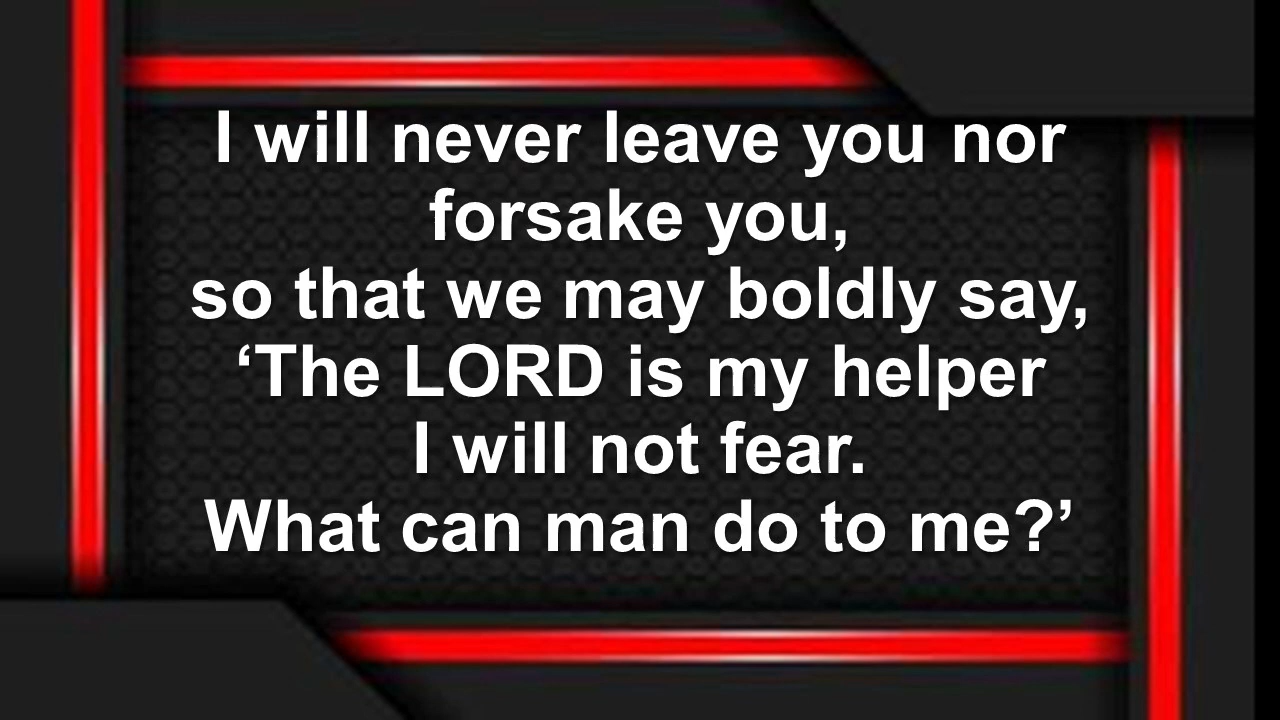 I will never leave you nor
forsake you,
so that we may boldly say,
‘The LORD is my helper
I will not fear.
What can man do to me?’